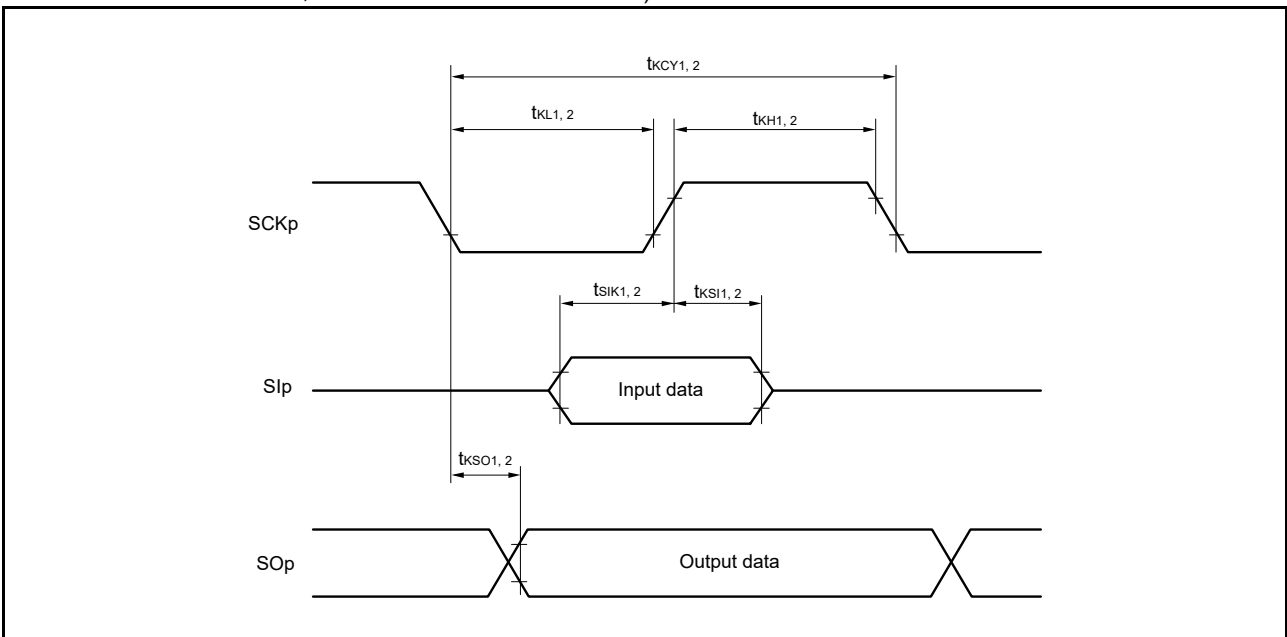 tKCY1, 2
tKL1, 2
tKH1, 2
SCKp
tSIK1, 2
tKSI1, 2
SIp
Input data
tKSO1, 2
SOp
Output data